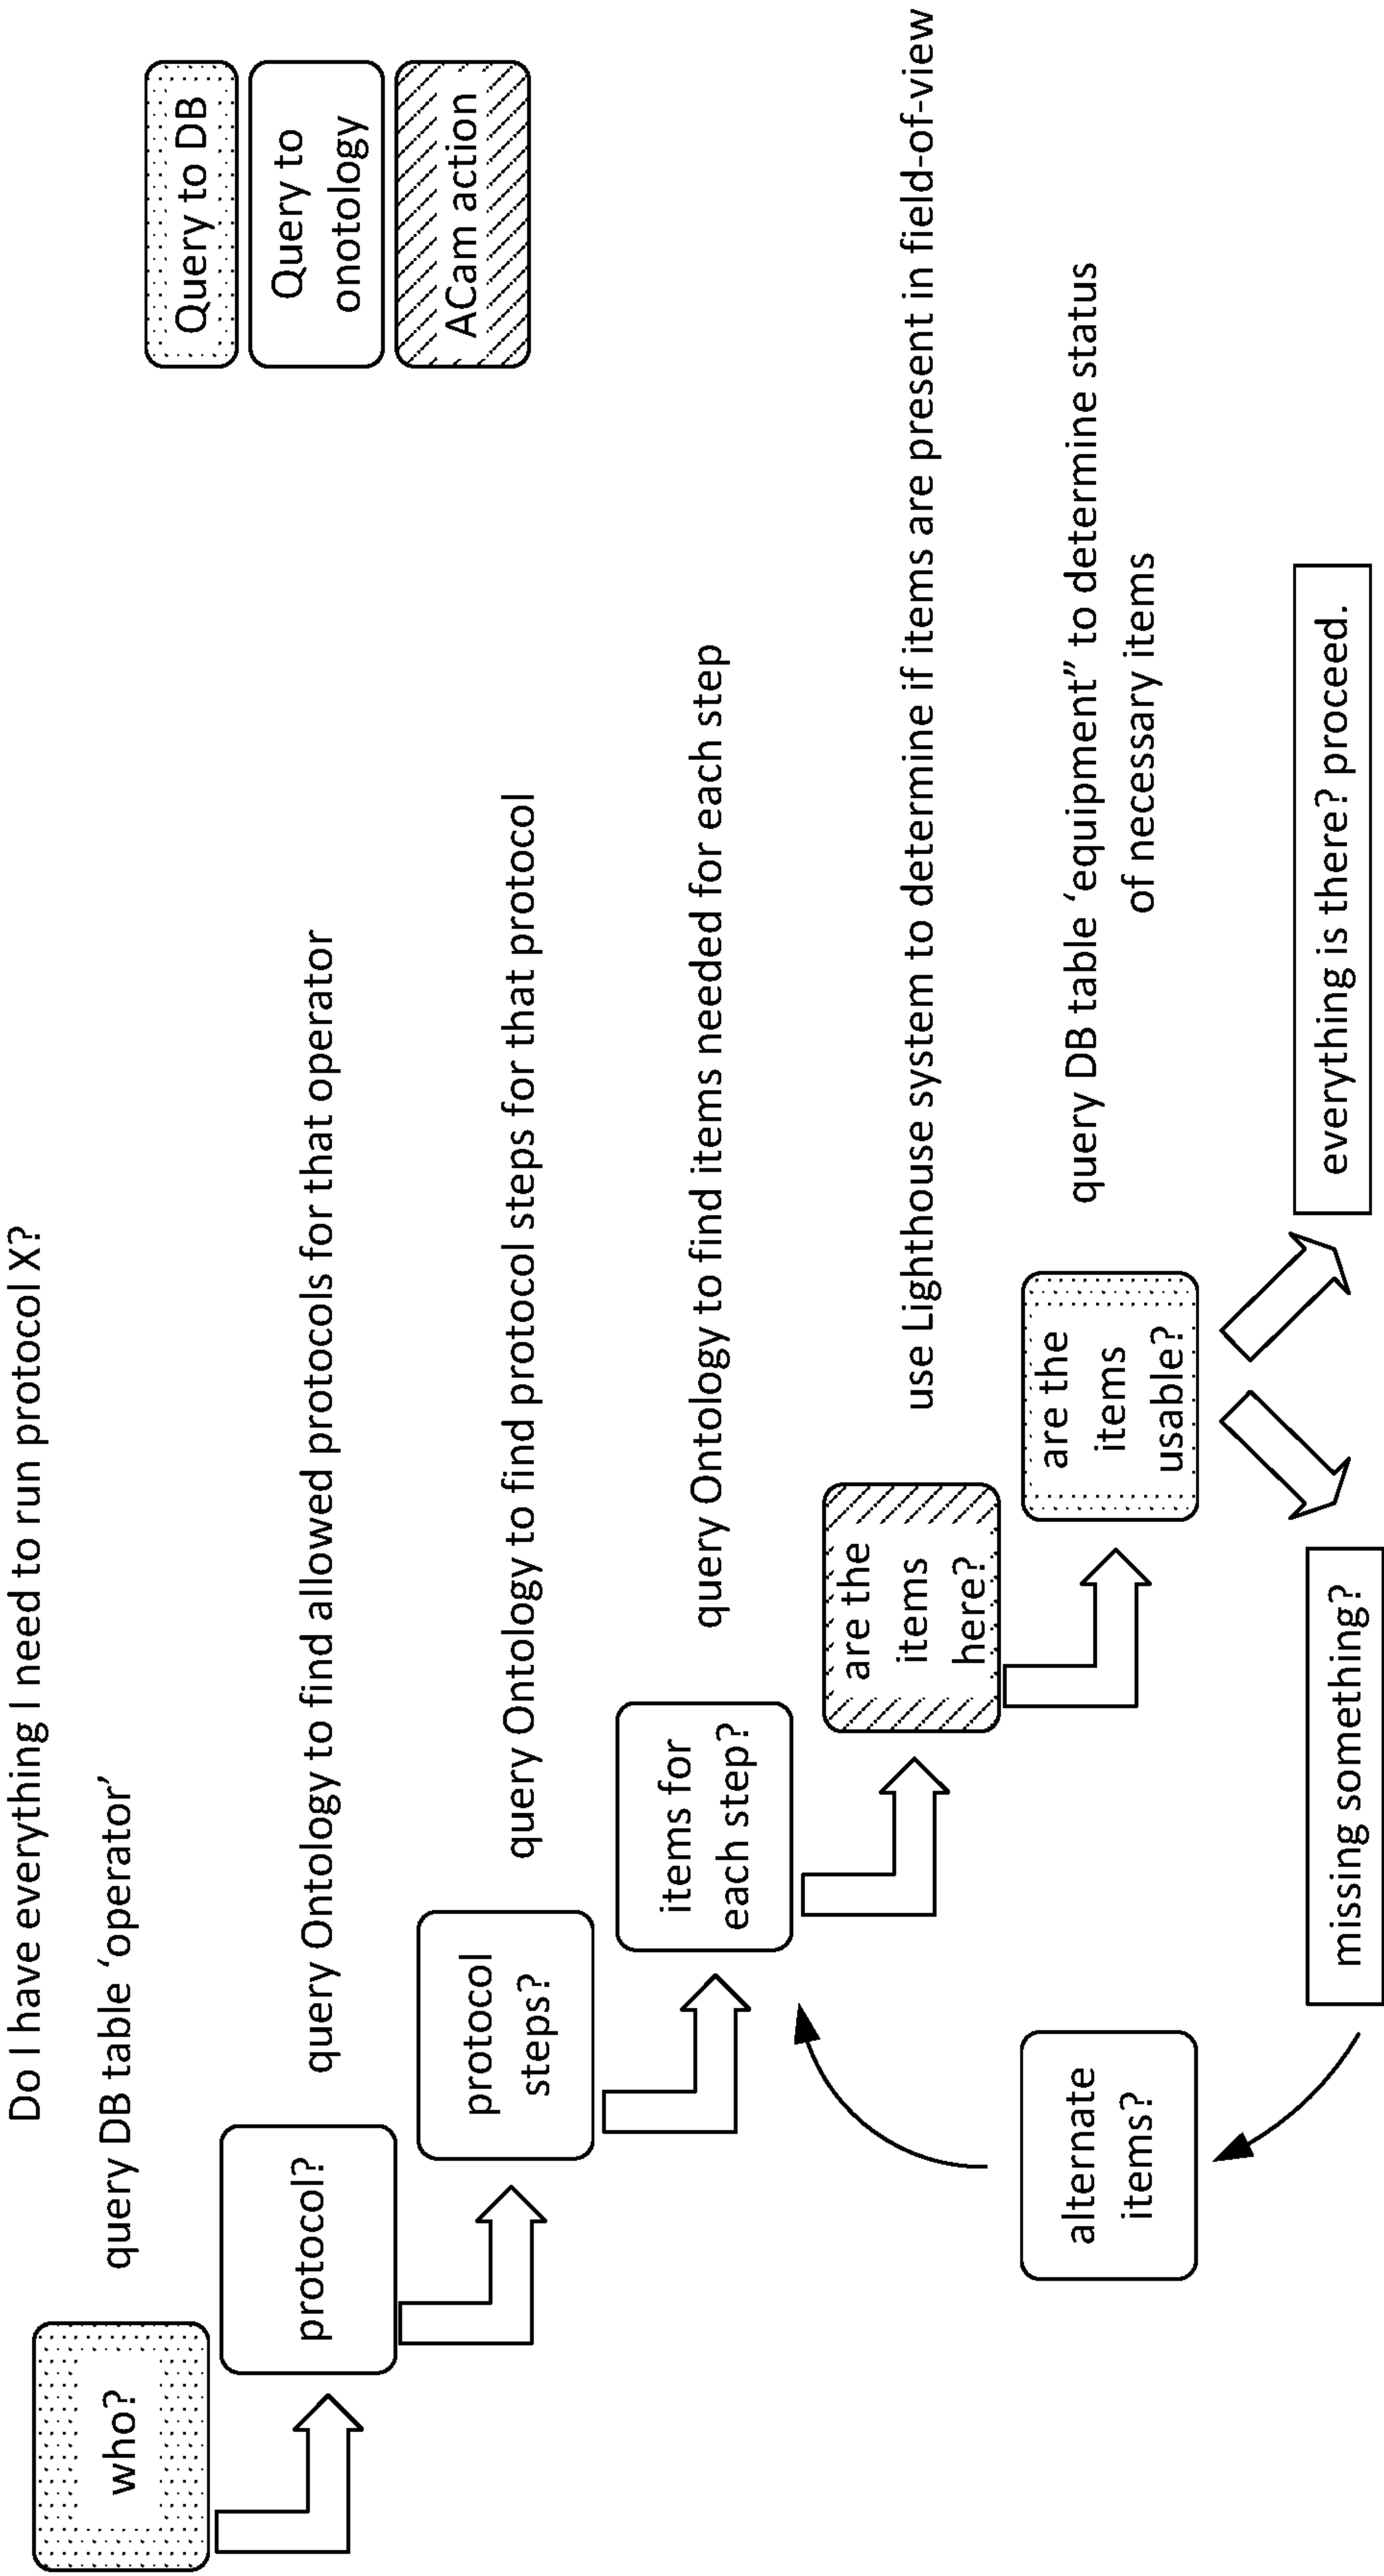 Do I have everything I need to run protocol X?
who?
query DB table ‘operator’
protocol?
query Ontology to find allowed protocols for that operator
protocol
steps?
query Ontology to find protocol steps for that protocol
items for
each step?
query Ontology to find items needed for each step
are the
items
here?
use Lighthouse system to determine if items are present in field-of-view
are the
items
usable?
query DB table ‘equipment” to determine status
of necessary items
alternate
items?
missing something?
everything is there? proceed.
Query to DB
Query to
onotology
ACam action